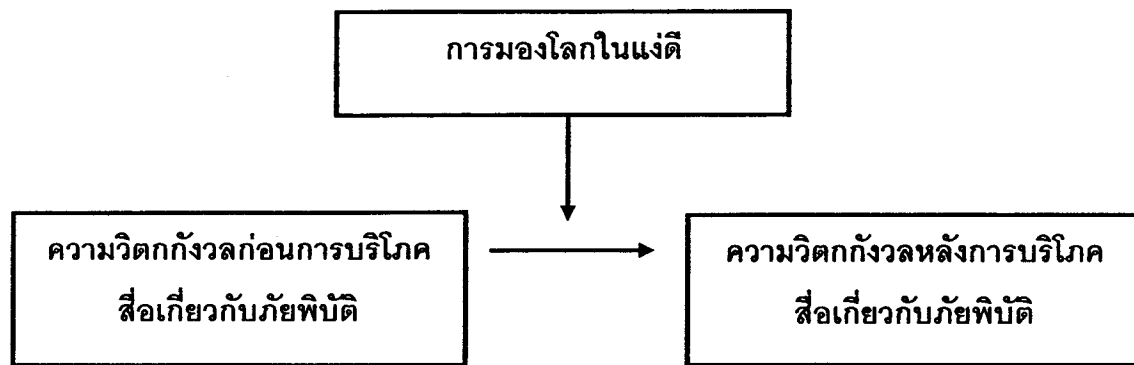 การมองโลกในแง่ดี
ความวิตกกังวลก่อนการบริโภค
สื่อเกี่ยวกับภัยพิบัติ
ความวิตกกังวลหลังการบริโภค
สื่อเกี่ยวกับภัยพิบัติ